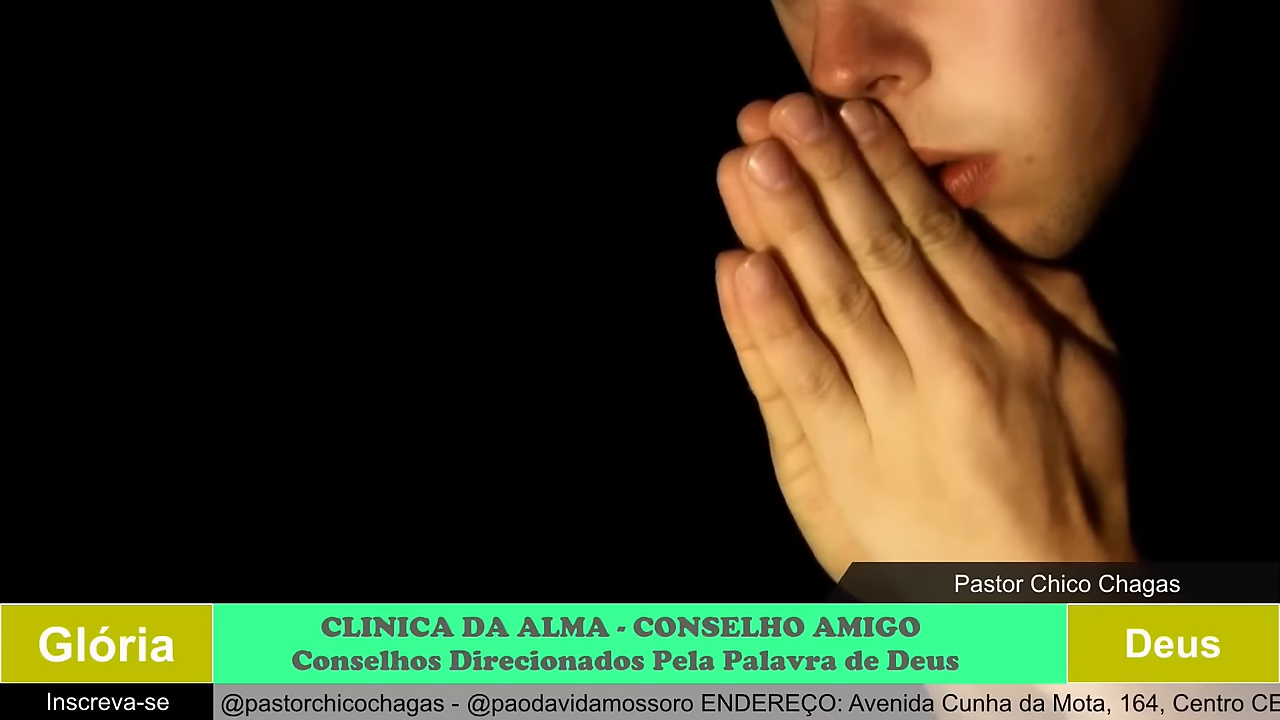 Pastor Chico Chagas
Glória
CLINICA DA ALMA - CONSELHO AMIGO
Conselhos Direcionados Pela Palavra de Deus
Deus
Inscreva-se
@pastorchicochagas - @paodavidamossoro ENDEREÇO: Avenida Cunha da Mota, 164, Centro CE